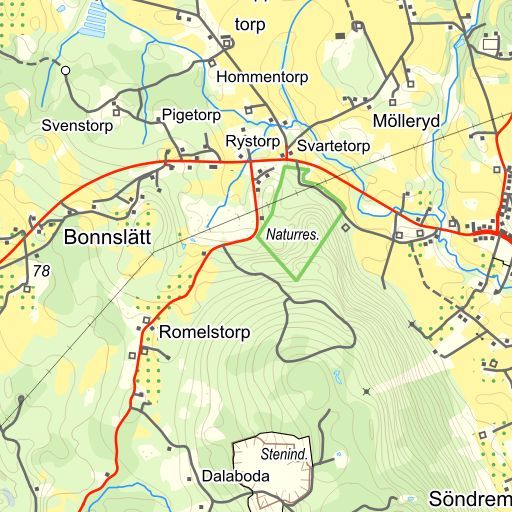 torp
Hommentorp
Pigetorp
Svenstorp
Mölleryd
Rystorp
Svartetorp
Bonnslätt
Naturres.
78
Romelstorp
Stenind.
Dalaboda
Söndrem